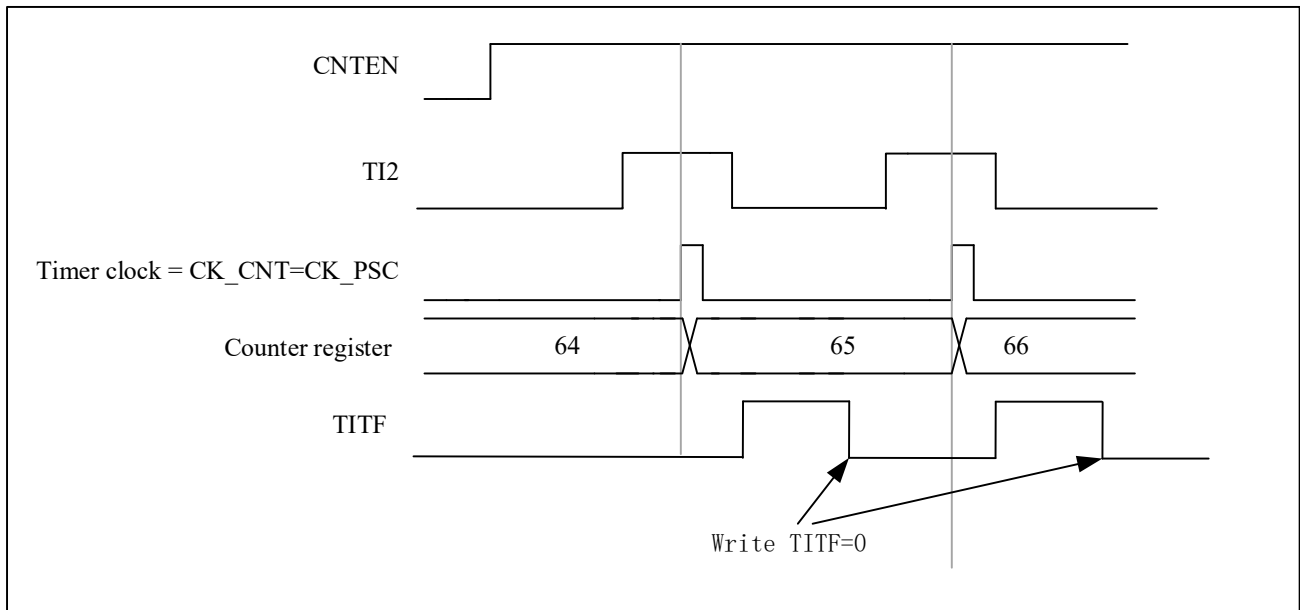 CNTEN
TI2
Timer clock = CK_CNT=CK_PSC
Counter register
64
65
66
TITF
Write TITF=0